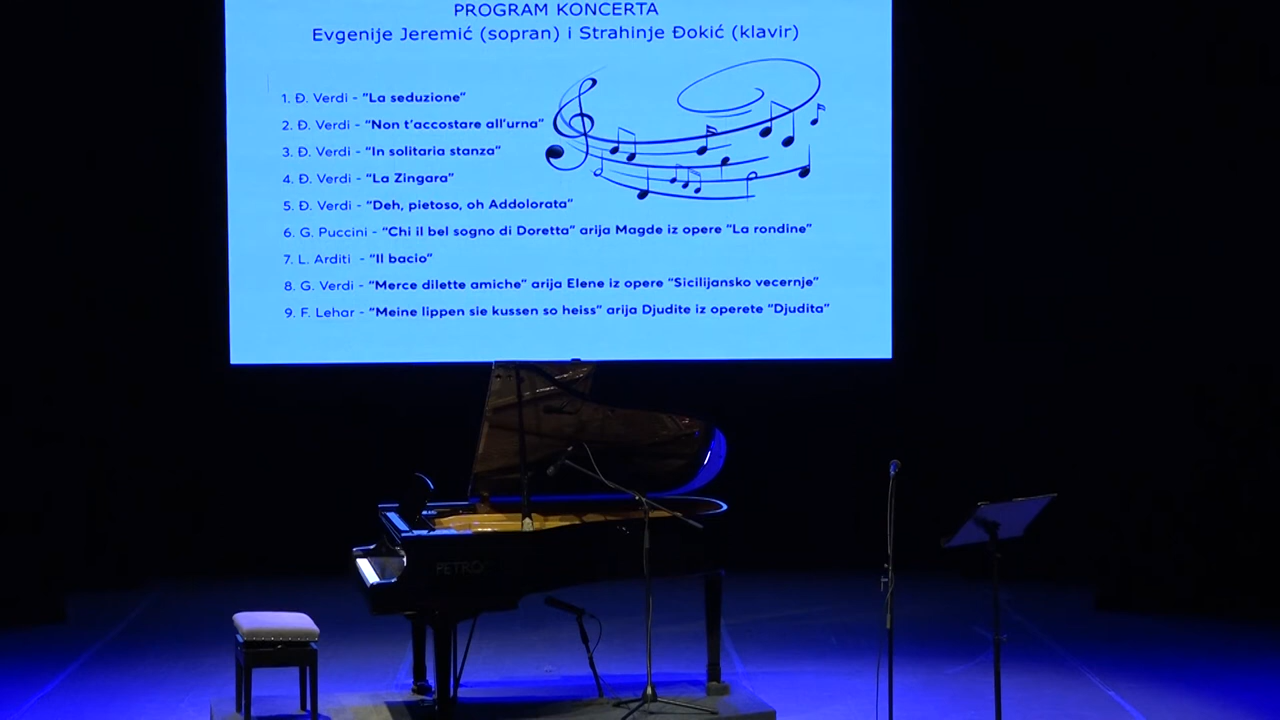 PROGRAM KONCERTA
Evgenije Jeremić (sopran) i Strahinje Đokić (klavir)
1. Đ. Verdi - "La seduzione"
2. Đ. Verdi - "Non t'accostare all'urna"
3. Đ. Verdi - "In solitaria stanza"
4. Đ. Verdi - "La Zingara"
5. Đ. Verdi - "Deh, pietoso, oh Addolorata"
6. G. Puccini - "Chi il bel sogno di Doretta" arija Magde iz opere "La rondine"
7. L. Arditi - "Il bacio"
8. G. Verdi - "Merce dilette amiche" arija Elene iz opere "Sicilijansko vecernje"
9. F. Lehar - "Meine lippen sie kussen so heiss" arija Djudite iz operete "Djudita"